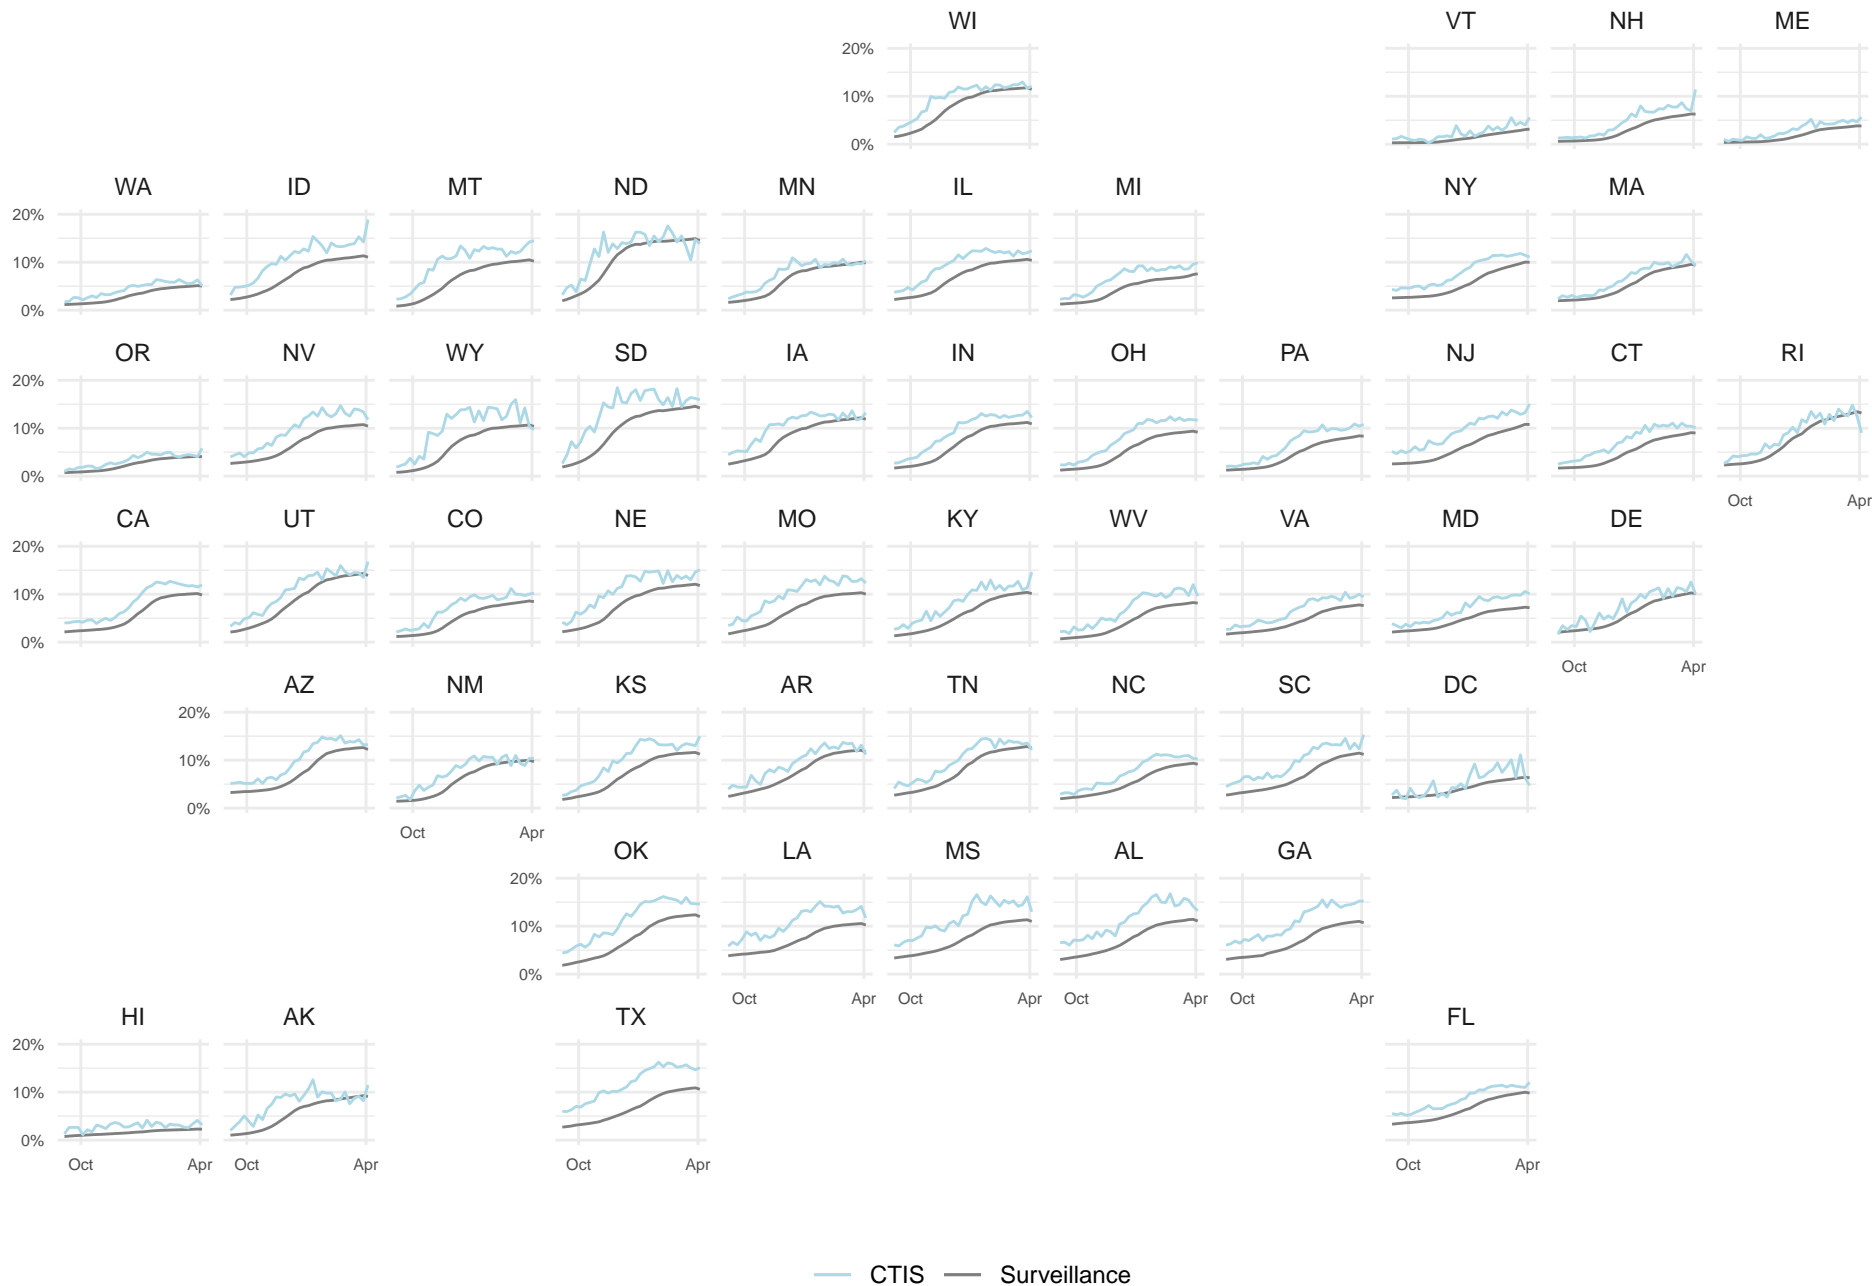 WI VT NH ME
20%
10%
0%
WA ID MT ND MN IL MI NY MA
20%
10%
0%
OR NV WY SD IA IN OH PA NJ CT RI
20%
10%
0%
Oct Apr
CA UT CO NE MO KY WV VA MD DE
20%
10%
0%
Oct Apr
AZ NM KS AR TN NC SC DC
20%
10%
0%
Oct Apr
OK LA MS AL GA
20%
10%
0%
Oct Apr Oct Apr Oct Apr Oct Apr
HI AK TX FL
20%
10%
0%
Oct Apr Oct Apr Oct Apr Oct Apr
CTIS Surveillance